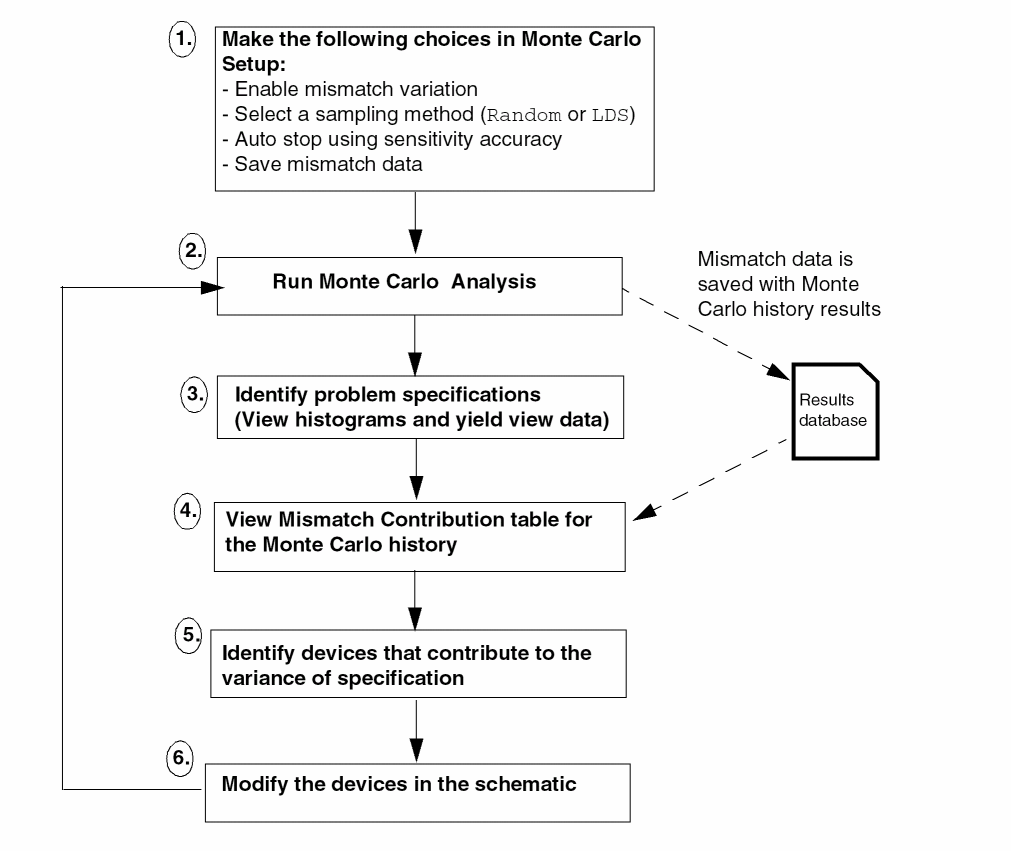 1.
Make the following choices in Monte Carlo
Setup:
- Enable mismatch variation
- Select a sampling method (Random or LDS)
- Auto stop using sensitivity accuracy
- Save mismatch data
2.
Run Monte Carlo  Analysis
Mismatch data is
saved with Monte
Carlo history results
3.
Identify problem specifications
(View histograms and yield view data)
Results
database
4.
View Mismatch Contribution table for
the Monte Carlo history
5.
Identify devices that contribute to the
variance of specification
6.
Modify the devices in the schematic